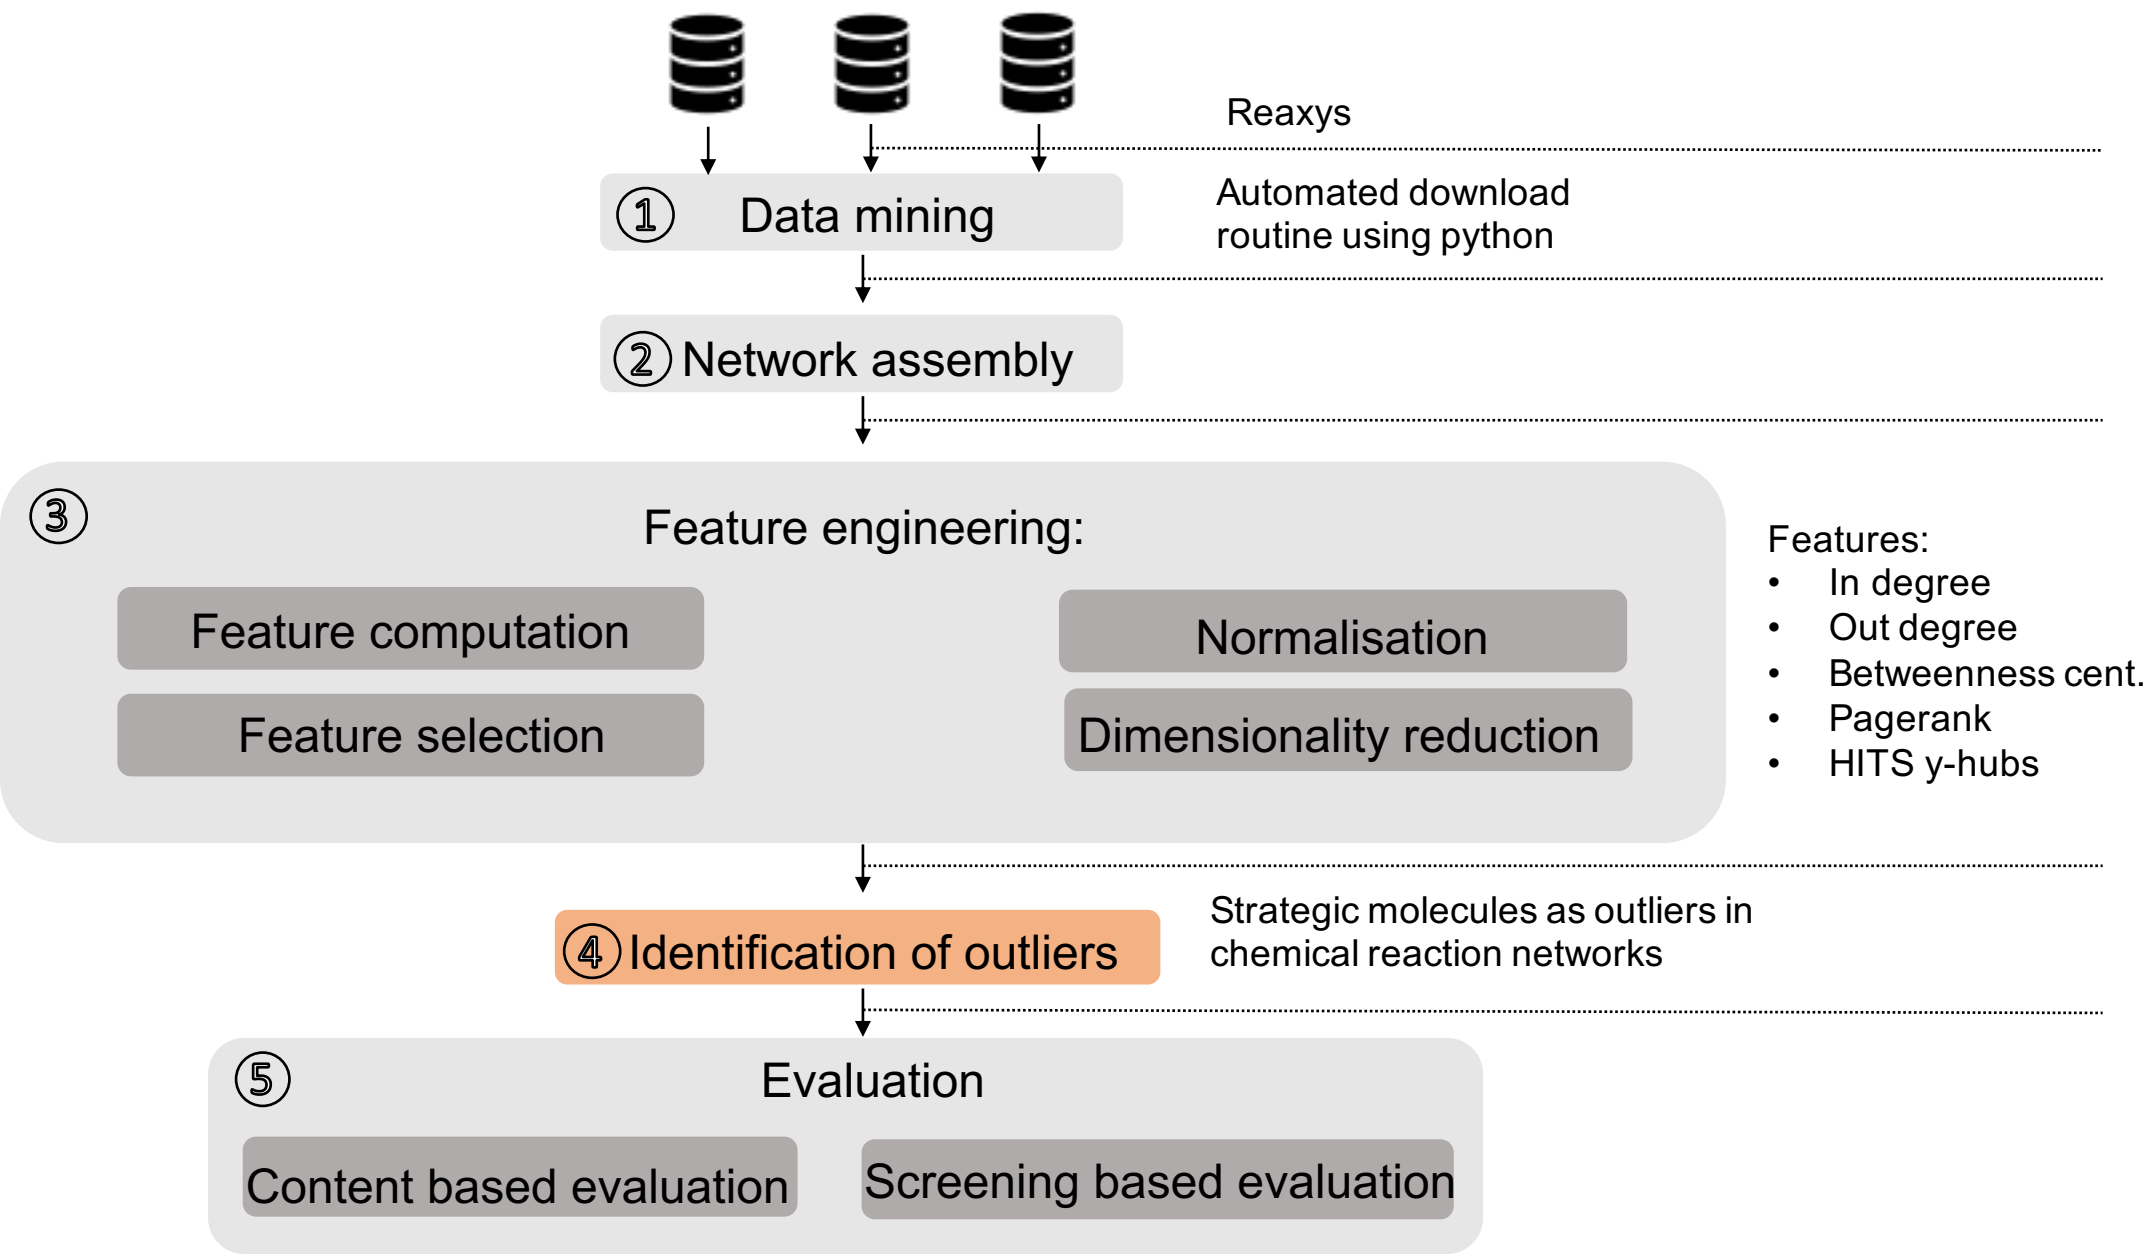 Reaxys
① Data mining
Automated download
routine using python
② Network assembly
③
Feature engineering:
Feature computation
Normalisation
Feature selection
Dimensionality reduction
Features:
• In degree
• Out degree
• Betweenness cent.
• Pagerank
• HITS y-hubs
④ Identification of outliers
Strategic molecules as outliers in
chemical reaction networks
⑤
Evaluation
Content based evaluation
Screening based evaluation